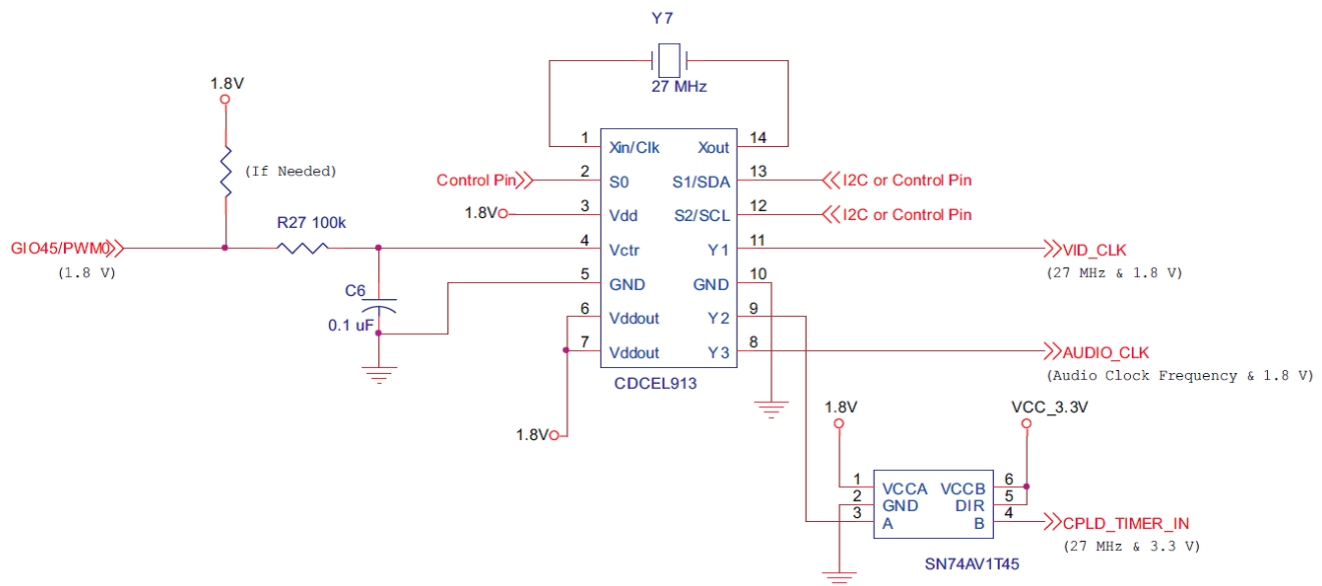 Y7
27 MHz
1.8V
(If Needed)
R27 100k
GIO45/PWM0
(1.8 V)
C6
0.1 uF
Control Pin
1.8V
1.8V
1
2
3
4
5
6
7
Xin/Clk
S0
Vdd
Vctr
GND
Vddout
Vddout
Xout
S1/SDA
S2/SCL
Y1
GND
Y2
Y3
14
13
12
11
10
9
8
CDCEL913
I2C or Control Pin
I2C or Control Pin
VID_CLK
(27 MHz & 1.8 V)
AUDIO_CLK
(Audio Clock Frequency & 1.8 V)
1.8V
VCC_3.3V
1
2
3
VCCA
GND
A
VCCB
DIR
B
6
5
4
CPLD_TIMER_IN
(27 MHz & 3.3 V)
SN74AV1T45